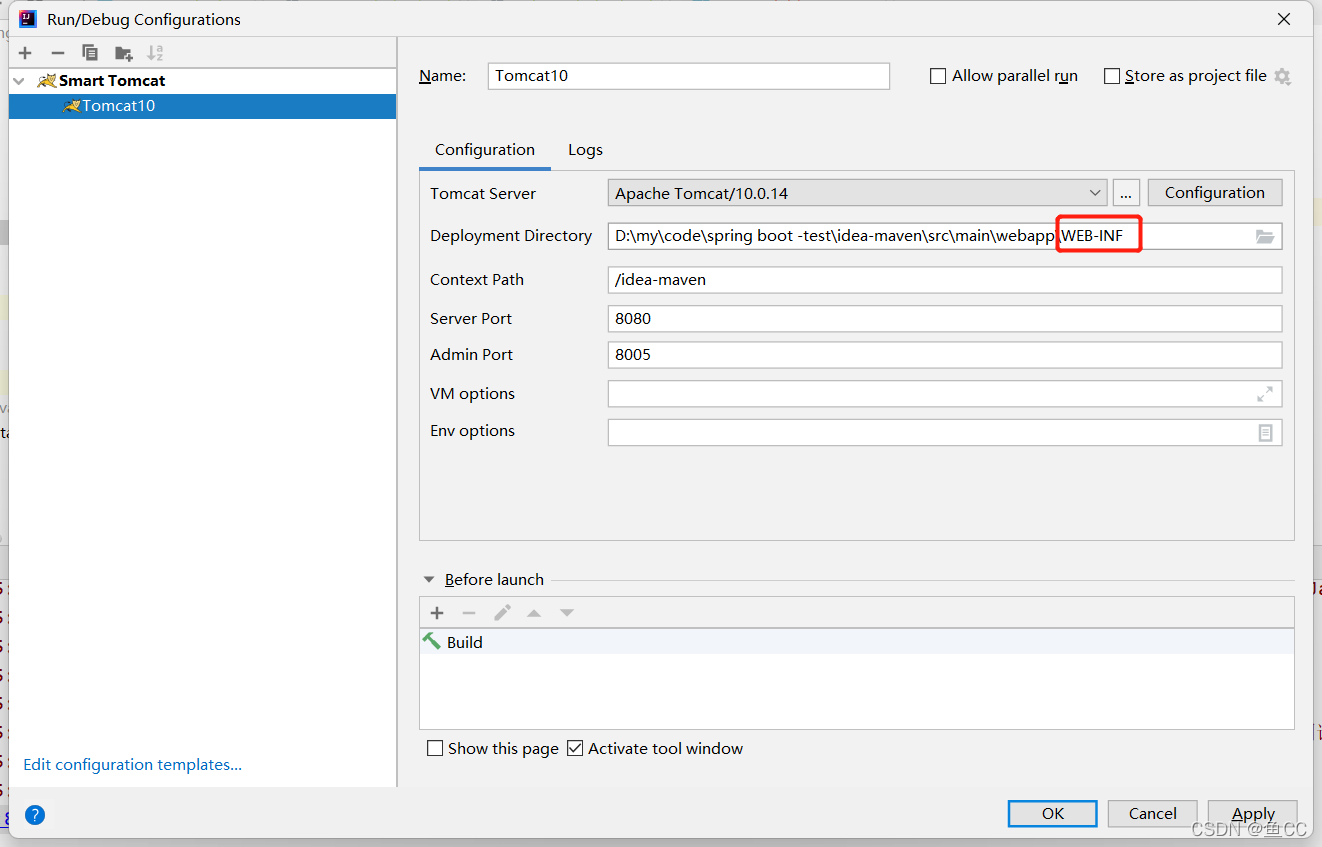 Run/Debug Configurations
Smart Tomcat
Tomcat10
Name: Tomcat10 Allow parallel run Store as project file
Configuration Logs
Tomcat Server Apache Tomcat/10.0.14 ... Configuration
Deployment Directory D:\my\code\spring boot -test\idea-maven\src\main\webapp\WEB-INF
Context Path /idea-maven
Server Port 8080
Admin Port 8005
VM options
Env options
Before launch
Build
Show this page Activate tool window
Edit configuration templates...
? OK Cancel Apply
CSDN @鱼CC